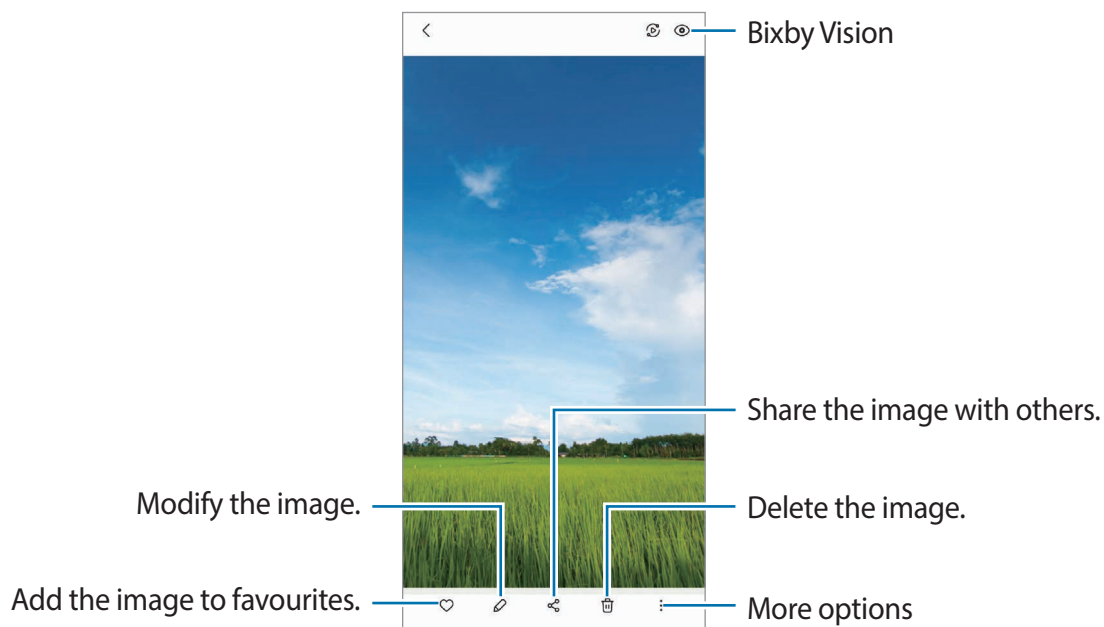 Bixby Vision
Share the image with others.
Modify the image.
Delete the image.
Add the image to favourites.
More options